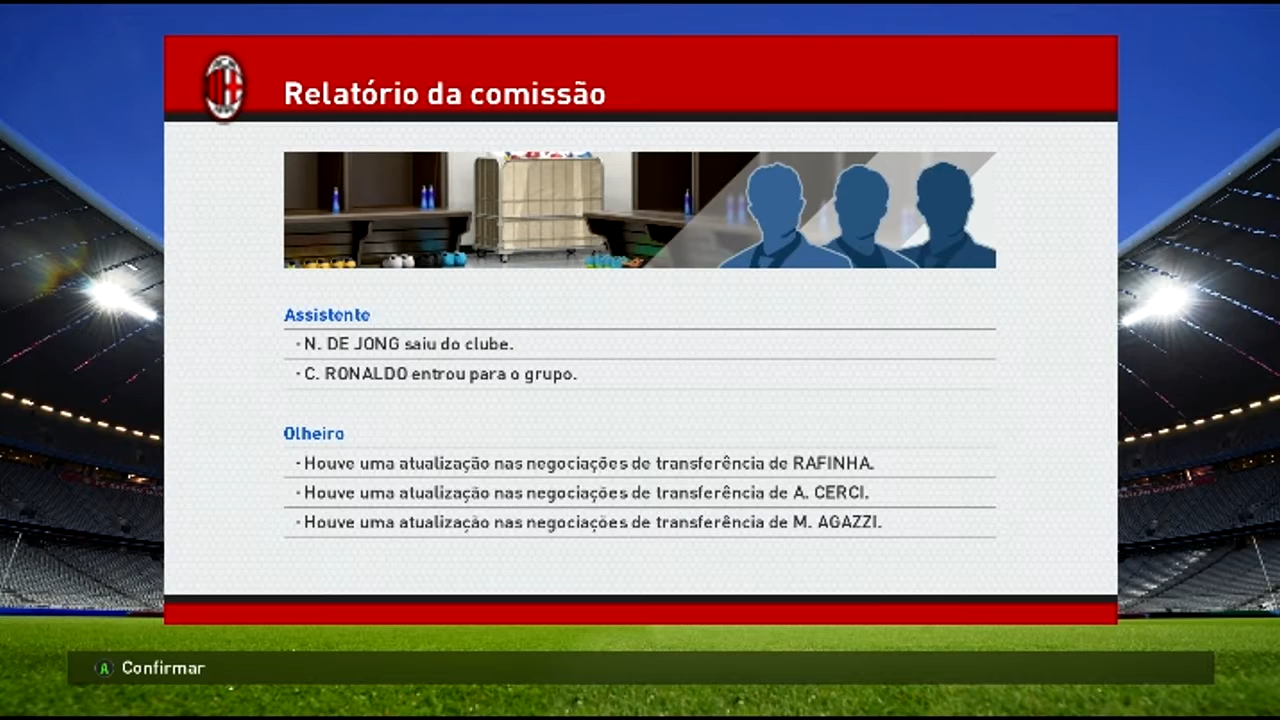 Relatório da comissão
Assistente
· N. DE JONG saiu do clube.
· C. RONALDO entrou para o grupo.
Olheiro
· Houve uma atualização nas negociações de transferência de RAFINHA.
· Houve uma atualização nas negociações de transferência de A. CERCI.
· Houve uma atualização nas negociações de transferência de M. AGAZZI.
A Confirmar